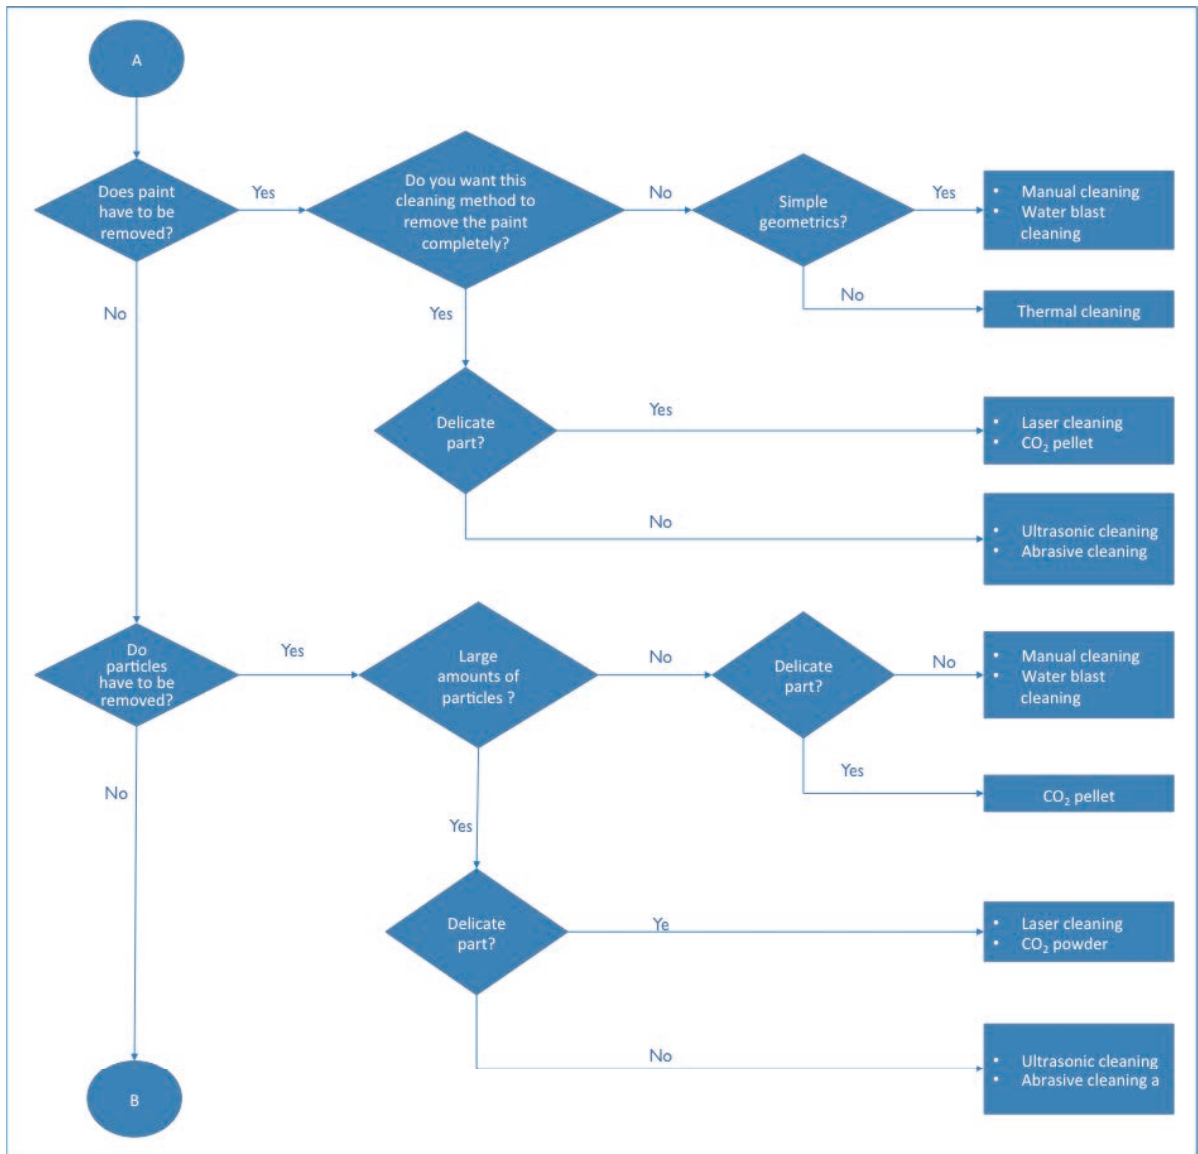 A
Does paint
have to be
removed?
Yes
Do you want this
cleaning method to
remove the paint
completely?
No
Simple
geometrics?
Yes
• Manual cleaning
• Water blast
cleaning
No
Thermal cleaning
No
Yes
Delicate
part?
Yes
• Laser cleaning
• CO₂ pellet
No
• Ultrasonic cleaning
• Abrasive cleaning
Do
particles
have to be
removed?
Yes
Large
amounts of
particles ?
No
Delicate
part?
No
• Manual cleaning
• Water blast
cleaning
Yes
CO₂ pellet
No
Yes
Delicate
part?
Ye
• Laser cleaning
• CO₂ powder
No
• Ultrasonic cleaning
• Abrasive cleaning a
B